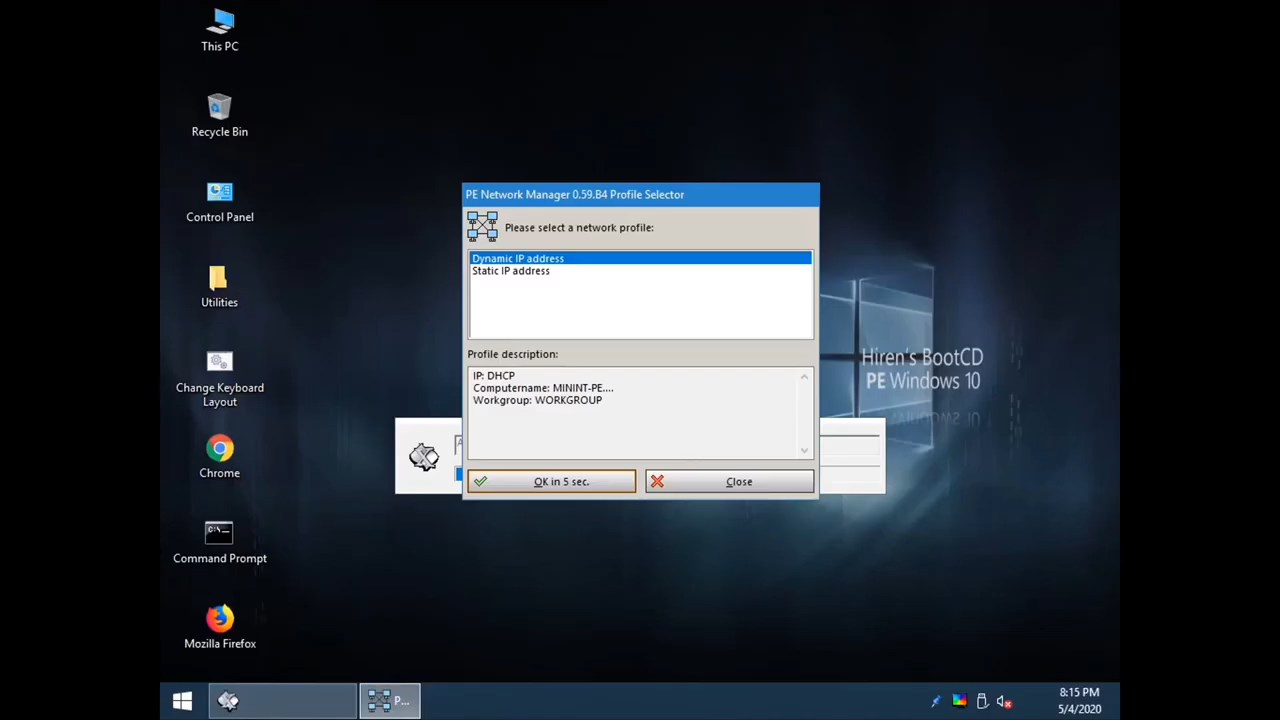 This PC
Recycle Bin
Control Panel
Utilities
Change Keyboard
Layout
Chrome
Command Prompt
Mozilla Firefox
PE Network Manager 0.59.B4 Profile Selector
Please select a network profile:
Dynamic IP address
Static IP address
Profile description:
IP: DHCP
Computername: MININT-PE....
Workgroup: WORKGROUP
OK in 5 sec.
Close
Hiren's BootCD
PE Windows 10
P...
8:15 PM
5/4/2020